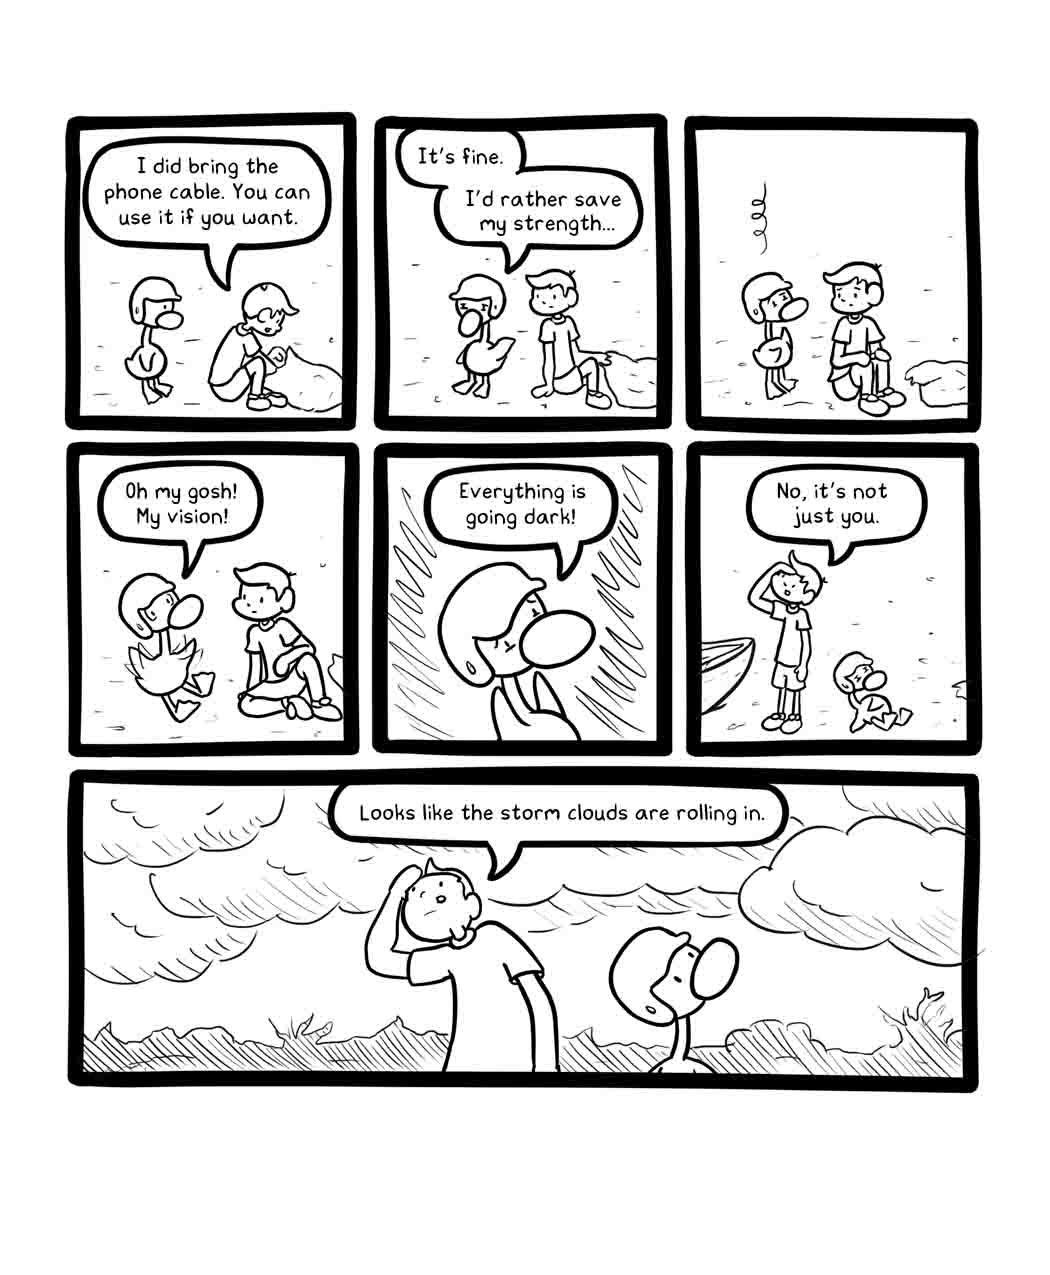 I did bring the
phone cable. You can
use it if you want.
It's fine.
I'd rather save
my strength...
Oh my gosh!
My vision!
Everything is
going dark!
No, it's not
just you.
Looks like the storm clouds are rolling in.